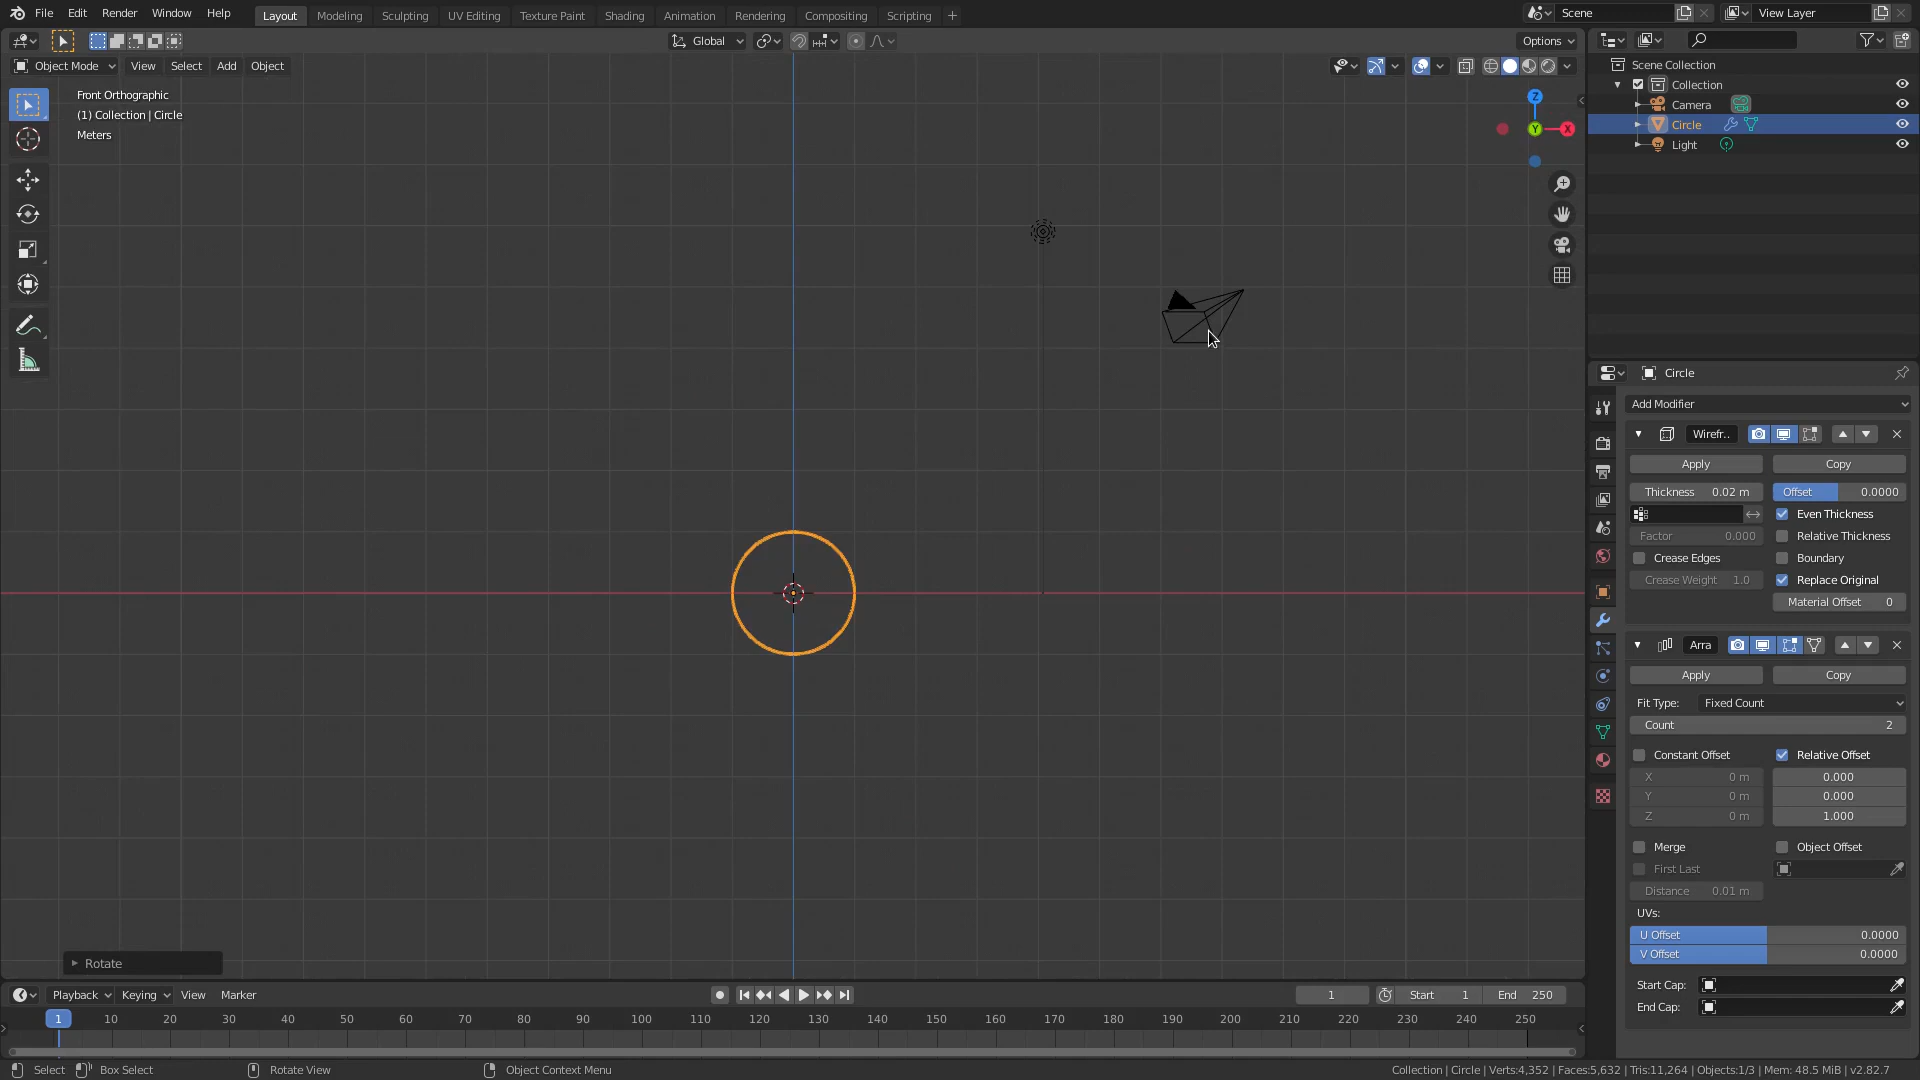 File Edit Render Window Help Layout Modeling Sculpting UV Editing Texture Paint Shading Animation Rendering Compositing Scripting + Scene View Layer
Global Options
Object Mode View Select Add Object
Front Orthographic
(1) Collection | Circle
Meters
Z
Y X
Scene Collection
Collection
Camera
Circle
Light
Circle
Add Modifier
Wirefr..
Apply Copy
Thickness 0.02 m Offset 0.0000
Even Thickness
Factor 0.000 Relative Thickness
Crease Edges Boundary
Crease Weight 1.0 Replace Original
Material Offset 0
Arra
Apply Copy
Fit Type: Fixed Count
Count 2
Constant Offset Relative Offset
X 0 m 0.000
Y 0 m 0.000
Z 0 m 1.000
Merge Object Offset
First Last
Distance 0.01 m
UVs:
U Offset 0.0000
V Offset 0.0000
Start Cap:
End Cap:
Rotate
Playback Keying View Marker 1 Start 1 End 250
1 10 20 30 40 50 60 70 80 90 100 110 120 130 140 150 160 170 180 190 200 210 220 230 240 250
Select Box Select Rotate View Object Context Menu Collection | Circle | Verts:4,352 | Faces:5,632 | Tris:11,264 | Objects:1/3 | Mem: 48.5 MiB | v2.82.7